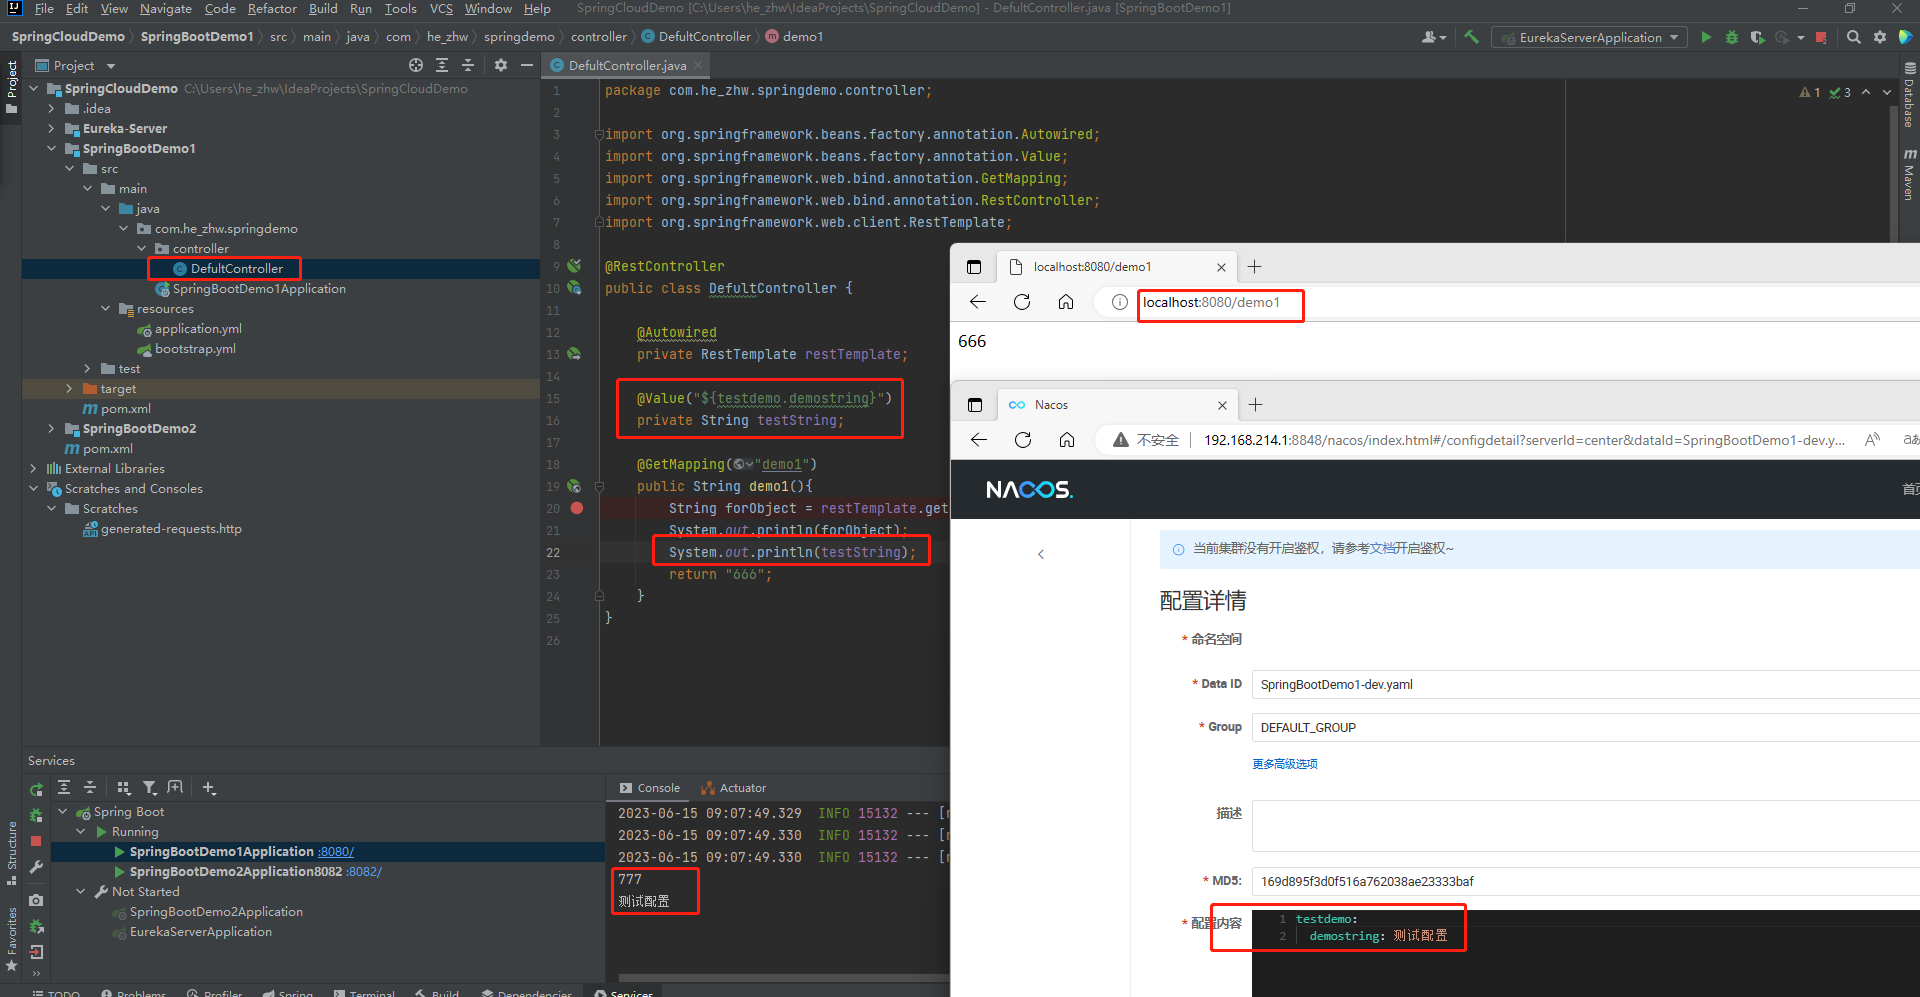 File Edit View Navigate Code Refactor Build Run Tools VCS Window Help SpringCloudDemo [C:\Users\he_zhw\IdeaProjects\SpringCloudDemo] - DefultController.java [SpringBootDemo1]
SpringCloudDemo SpringBootDemo1 src main java com he_zhw springdemo controller DefultController demo1
EurekaServerApplication
Project
Structure
Favorites
Database
Maven
Project
SpringCloudDemo C:\Users\he_zhw\IdeaProjects\SpringCloudDemo
.idea
Eureka-Server
SpringBootDemo1
src
main
java
com.he_zhw.springdemo
controller
DefultController
SpringBootDemo1Application
resources
application.yml
bootstrap.yml
test
target
pom.xml
SpringBootDemo2
pom.xml
External Libraries
Scratches and Consoles
Scratches
generated-requests.http
DefultController.java
1 3
1 package com.he_zhw.springdemo.controller;
2
3 import org.springframework.beans.factory.annotation.Autowired;
4 import org.springframework.beans.factory.annotation.Value;
5 import org.springframework.web.bind.annotation.GetMapping;
6 import org.springframework.web.bind.annotation.RestController;
7 import org.springframework.web.client.RestTemplate;
8
9 @RestController
10 public class DefultController {
11
12 @Autowired
13 private RestTemplate restTemplate;
14
15 @Value("${testdemo.demostring}")
16 private String testString;
17
18 @GetMapping("demo1")
19 public String demo1(){
20 String forObject = restTemplate.get
21 System.out.println(forObject);
22 System.out.println(testString);
23 return "666";
24 }
25 }
26
localhost:8080/demo1
localhost:8080/demo1
666
Nacos
不安全 192.168.214.1:8848/nacos/index.html#/configdetail?serverId=center&dataId=SpringBootDemo1-dev.y...
NACOS.
首页
当前集群没有开启鉴权，请参考文档开启鉴权~
配置详情
* 命名空间
* Data ID SpringBootDemo1-dev.yaml
* Group DEFAULT_GROUP
更多高级选项
描述
* MD5: 169d895f3d0f516a762038ae23333baf
* 配置内容
1 testdemo:
2 demostring: 测试配置
Services
Spring Boot
Running
SpringBootDemo1Application :8080/
SpringBootDemo2Application8082 :8082/
Not Started
SpringBootDemo2Application
EurekaServerApplication
Console Actuator
2023-06-15 09:07:49.329 INFO 15132 --- [
2023-06-15 09:07:49.330 INFO 15132 --- [
2023-06-15 09:07:49.330 INFO 15132 --- [
777
测试配置
TODO Problems Profiler Spring Terminal Build Dependencies Services